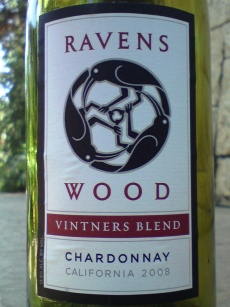 RAVENS
WOOD
VINTNERS BLEND
CHARDONNAY
CALIFORNIA 2008